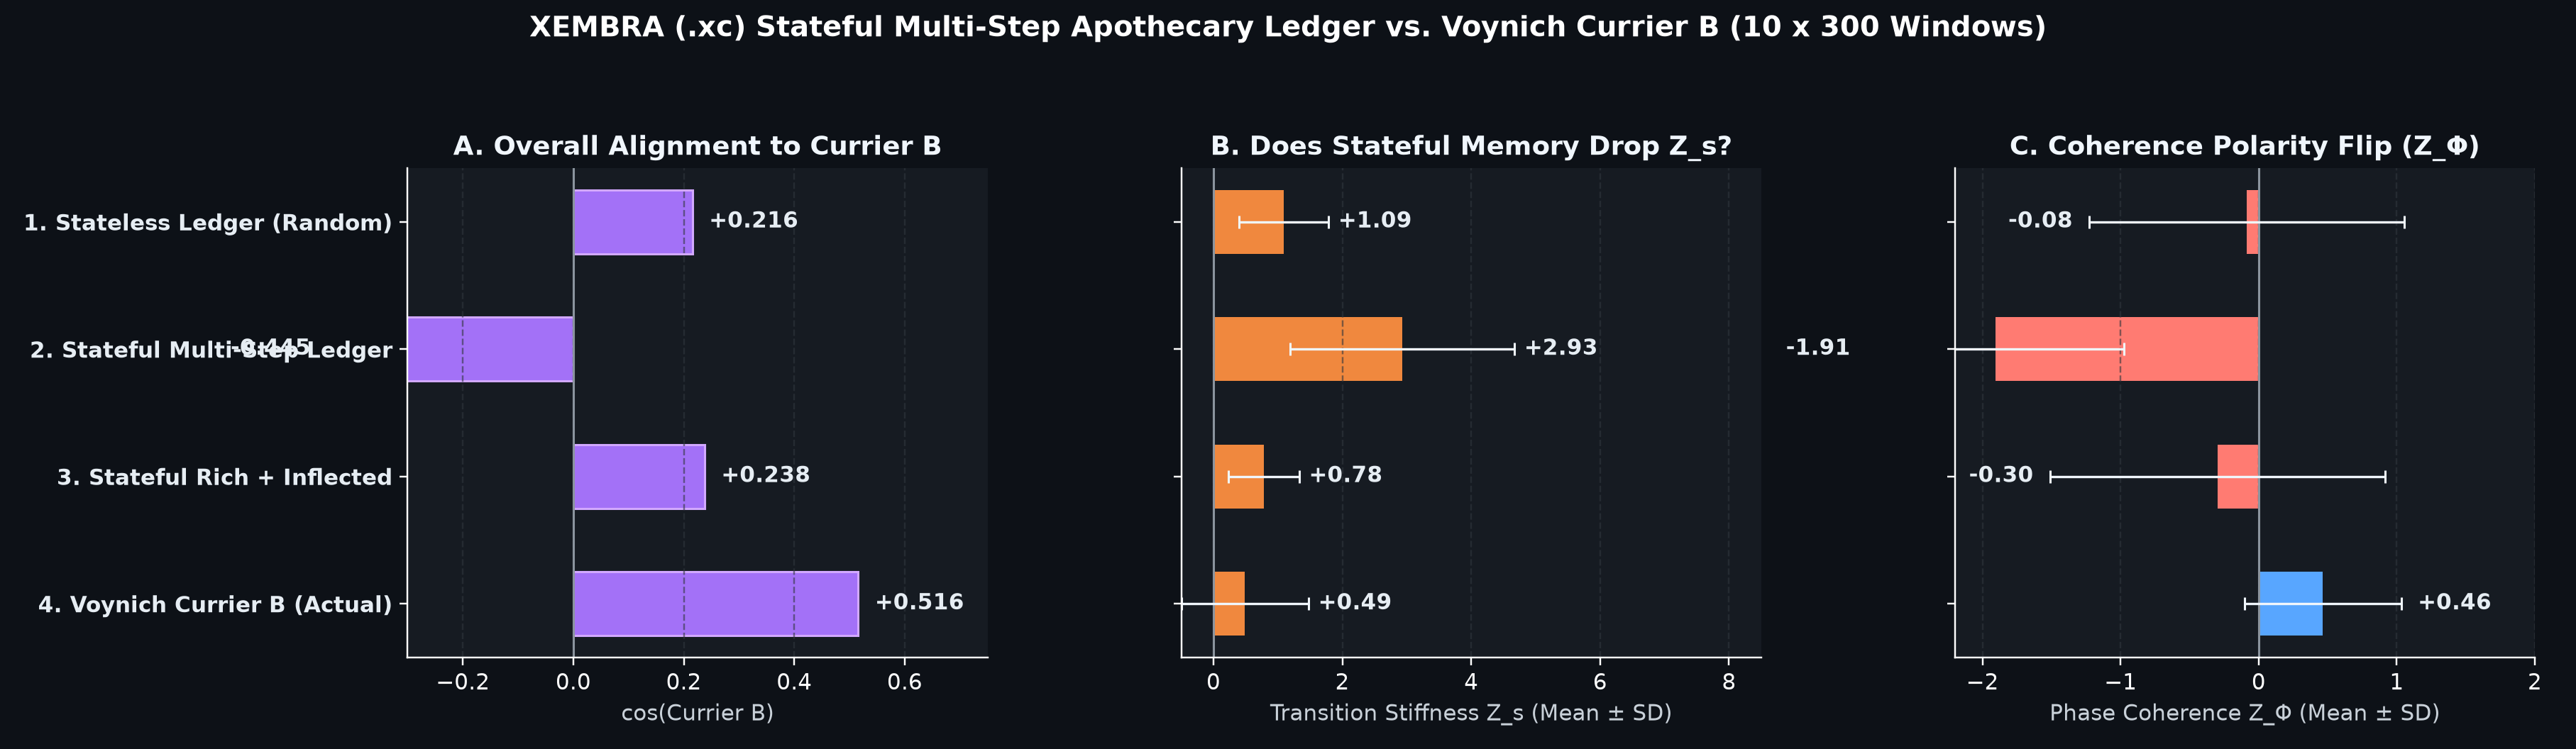 XEMBRA (.xc) Stateful Multi-Step Apothecary Ledger vs. Voynich Currier B (10 x 300 Windows)
A. Overall Alignment to Currier B
1. Stateless Ledger (Random)
+0.216
2. Stateful Multi-Step Ledger
-0.445
3. Stateful Rich + Inflected
+0.238
4. Voynich Currier B (Actual)
+0.516
−0.2 0.0 0.2 0.4 0.6
cos(Currier B)
B. Does Stateful Memory Drop Z_s?
+1.09
+2.93
+0.78
+0.49
0 2 4 6 8
Transition Stiffness Z_s (Mean ± SD)
C. Coherence Polarity Flip (Z_Φ)
-0.08
-1.91
-0.30
+0.46
−2 −1 0 1 2
Phase Coherence Z_Φ (Mean ± SD)